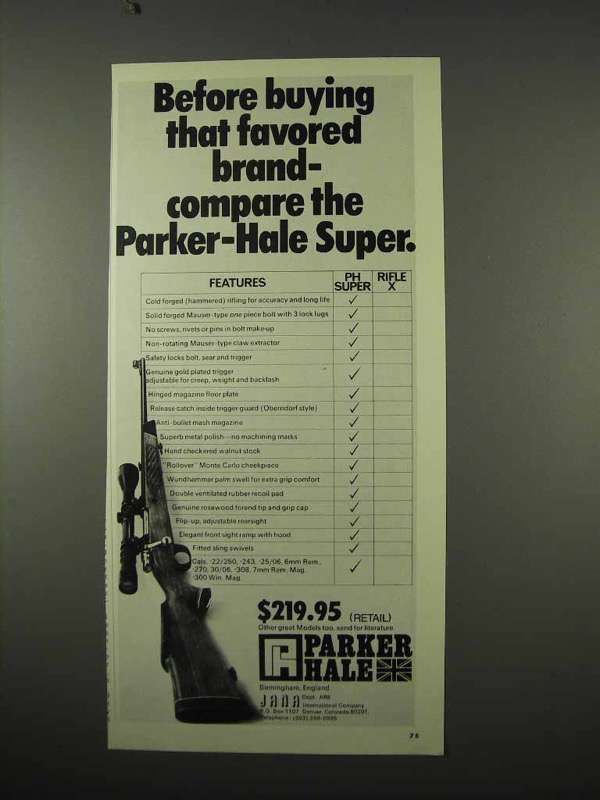 Before buying
that favored
brand-
compare the
Parker-Hale Super.
FEATURES
PH SUPER
RIFLE X
Cold forged (hammered) rifling for accuracy and long life ✓
Solid forged Mauser-type one piece bolt with 3 lock lugs ✓
No screws, rivets or pins in bolt make-up ✓
Non-rotating Mauser-type claw extractor ✓
Safety locks bolt, sear and trigger ✓
Genuine gold plated trigger
adjustable for creep, weight and backlash ✓
Hinged magazine floor plate ✓
Release catch inside trigger guard (Oberndorf style) ✓
Anti-bullet mash magazine ✓
Superb metal polish—no machining marks ✓
Hand checkered walnut stock ✓
"Rollover" Monte Carlo cheekpiece ✓
Wundhammer palm swell for extra grip comfort ✓
Double ventilated rubber recoil pad ✓
Genuine rosewood forend tip and grip cap ✓
Flip-up, adjustable rearsight ✓
Elegant front sight ramp with hood ✓
Fitted sling swivels ✓
Cals. ·22/250, ·243, ·25/06, 6mm Rem.,
·270, 30/06, ·308, 7mm Rem. Mag. ✓
·300 Win. Mag.
$219.95 (RETAIL)
Other great Models too, send for literature.
PARKER
HALE
Birmingham, England
JANA Dept.
International Company
P.O. Box 1107 Denver, Colorado 80201.
Telephone: (303)